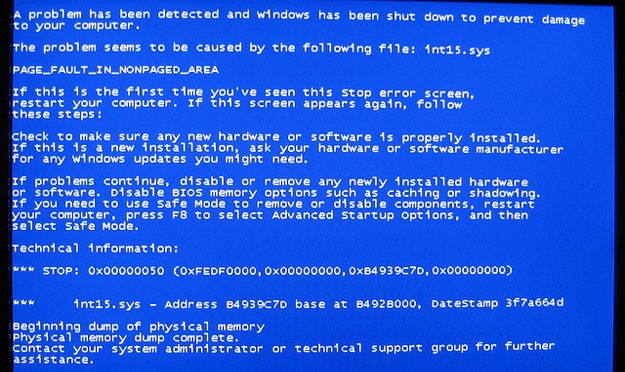 A problem has been detected and Windows has been shut down to prevent damage
to your computer.
The problem seems to be caused by the following file: int15.sys
PAGE_FAULT_IN_NONPAGED_AREA
If this is the first time you've seen this Stop error screen,
restart your computer. If this screen appears again, follow
these steps:
Check to make sure any new hardware or software is properly installed.
If this is a new installation, ask your hardware or software manufacturer
for any Windows updates you might need.
If problems continue, disable or remove any newly installed hardware
or software. Disable BIOS memory options such as caching or shadowing.
If you need to use Safe Mode to remove or disable components, restart
your computer, press F8 to select Advanced Startup Options, and then
select Safe Mode.
Technical information:
*** STOP: 0x00000050 (0xFEDF0000,0x00000000,0xB4939C7D,0x00000000)
*** int15.sys - Address B4939C7D base at B492B000, DateStamp 3f7a664d
Beginning dump of physical memory
Physical memory dump complete.
Contact your system administrator or technical support group for further
assistance.